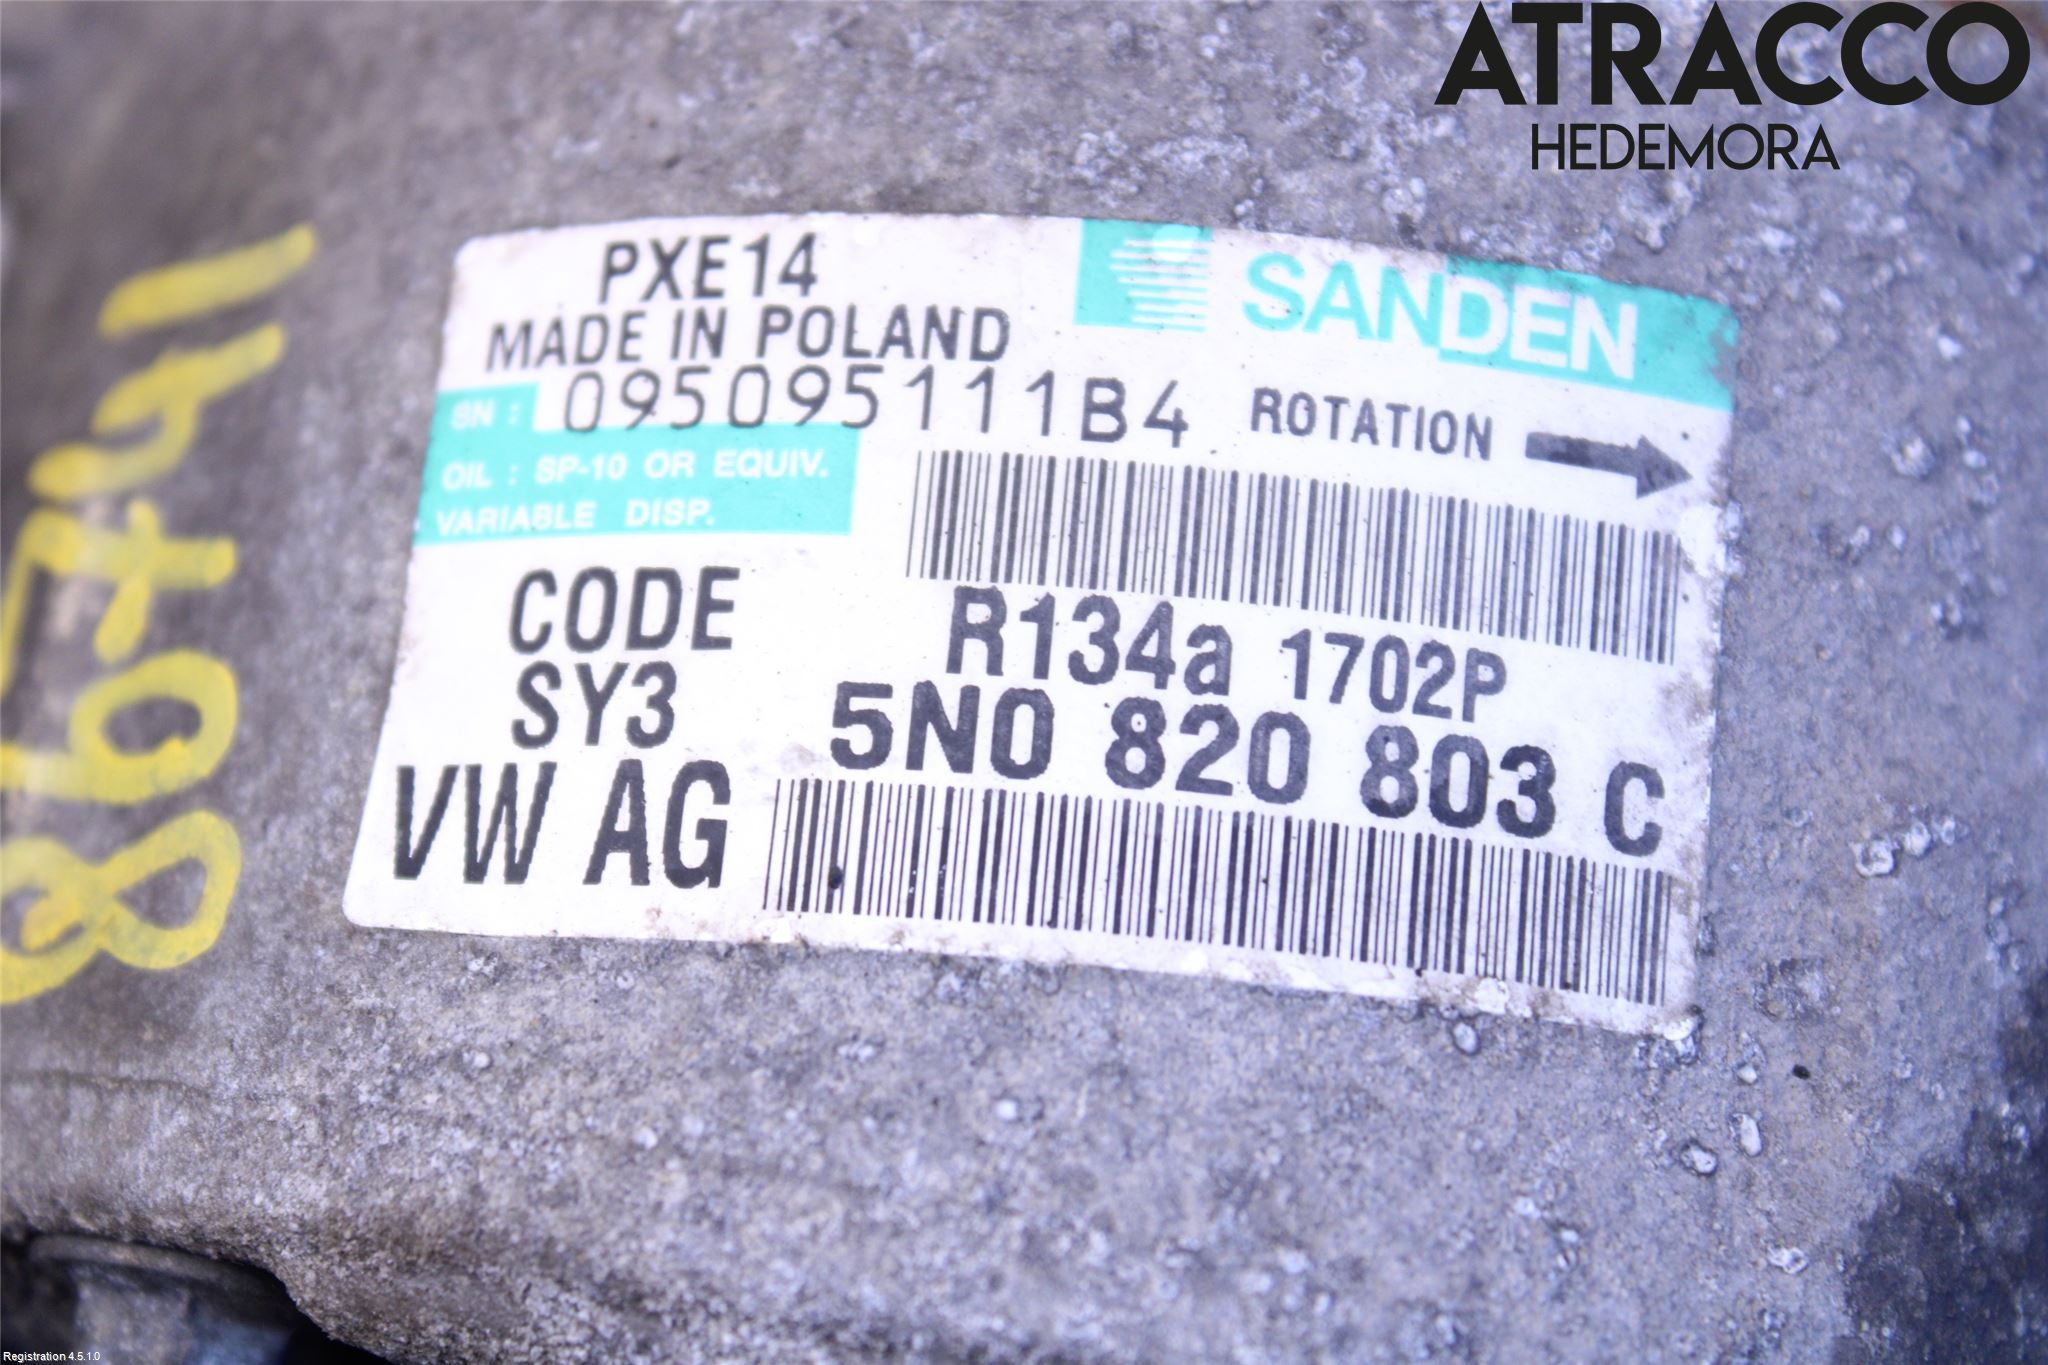 ATRACCO
HEDEMORA
PXE14
SANDEN
MADE IN POLAND
SN : 095095111B4
ROTATION
OIL : SP-10 OR EQUIV.
VARIABLE DISP.
CODE
SY3
R134a 1702P
5N0 820 803 C
VW AG
Registration 4.5.1.0